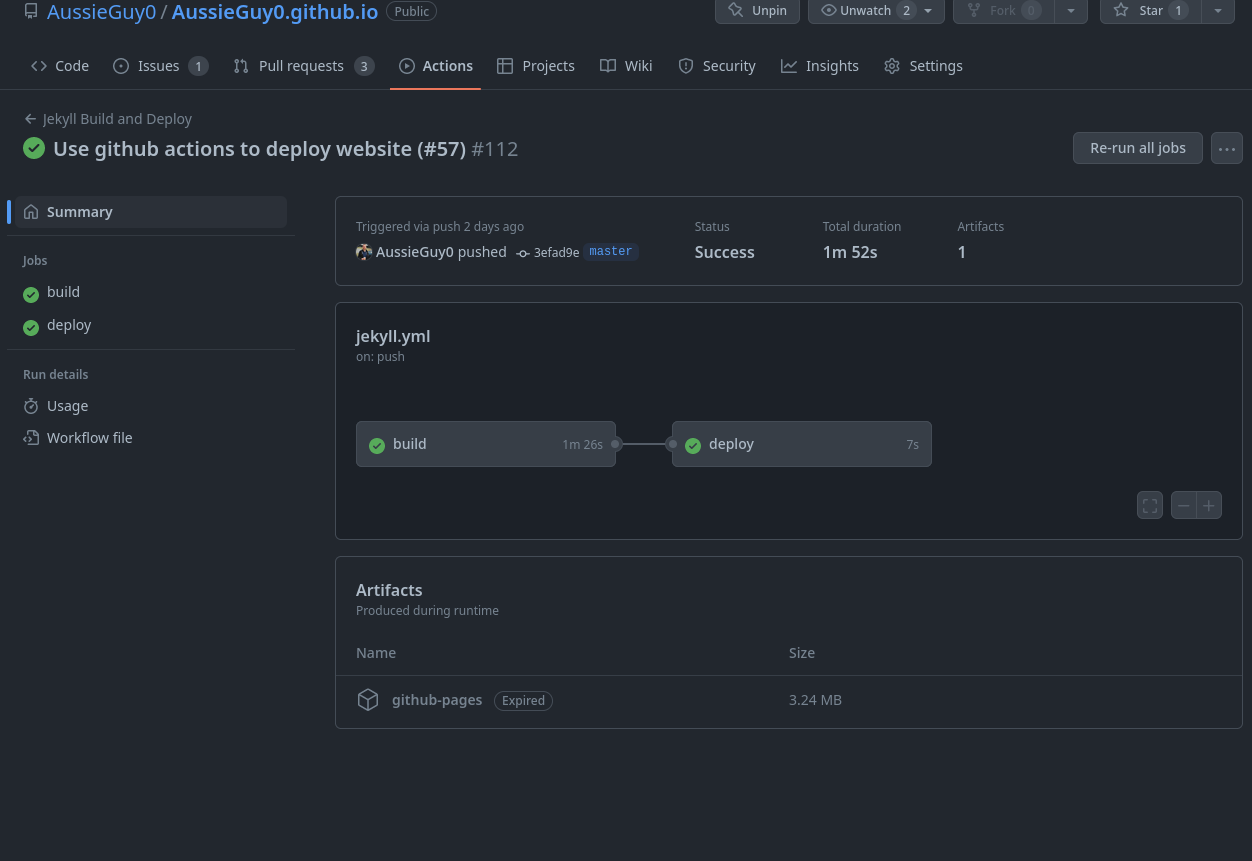 AussieGuy0 / AussieGuy0.github.io Public Unpin Unwatch 2 Fork 0 Star 1
Code Issues 1 Pull requests 3 Actions Projects Wiki Security Insights Settings
← Jekyll Build and Deploy
Use github actions to deploy website (#57) #112 Re-run all jobs ...
Summary
Jobs
build
deploy
Run details
Usage
Workflow file
Triggered via push 2 days ago Status Total duration Artifacts
AussieGuy0 pushed 3efad9e master Success 1m 52s 1
jekyll.yml
on: push
build 1m 26s deploy 7s
Artifacts
Produced during runtime
Name Size
github-pages Expired 3.24 MB